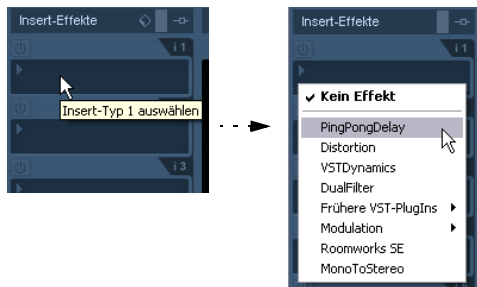 Insert-Effekte
i 1
Insert-Typ 1 auswählen
i 3
Insert-Effekte
i 1
Kein Effekt
PingPongDelay
Distortion
VSTDynamics
DualFilter
Frühere VST-PlugIns
Modulation
Roomworks SE
MonoToStereo